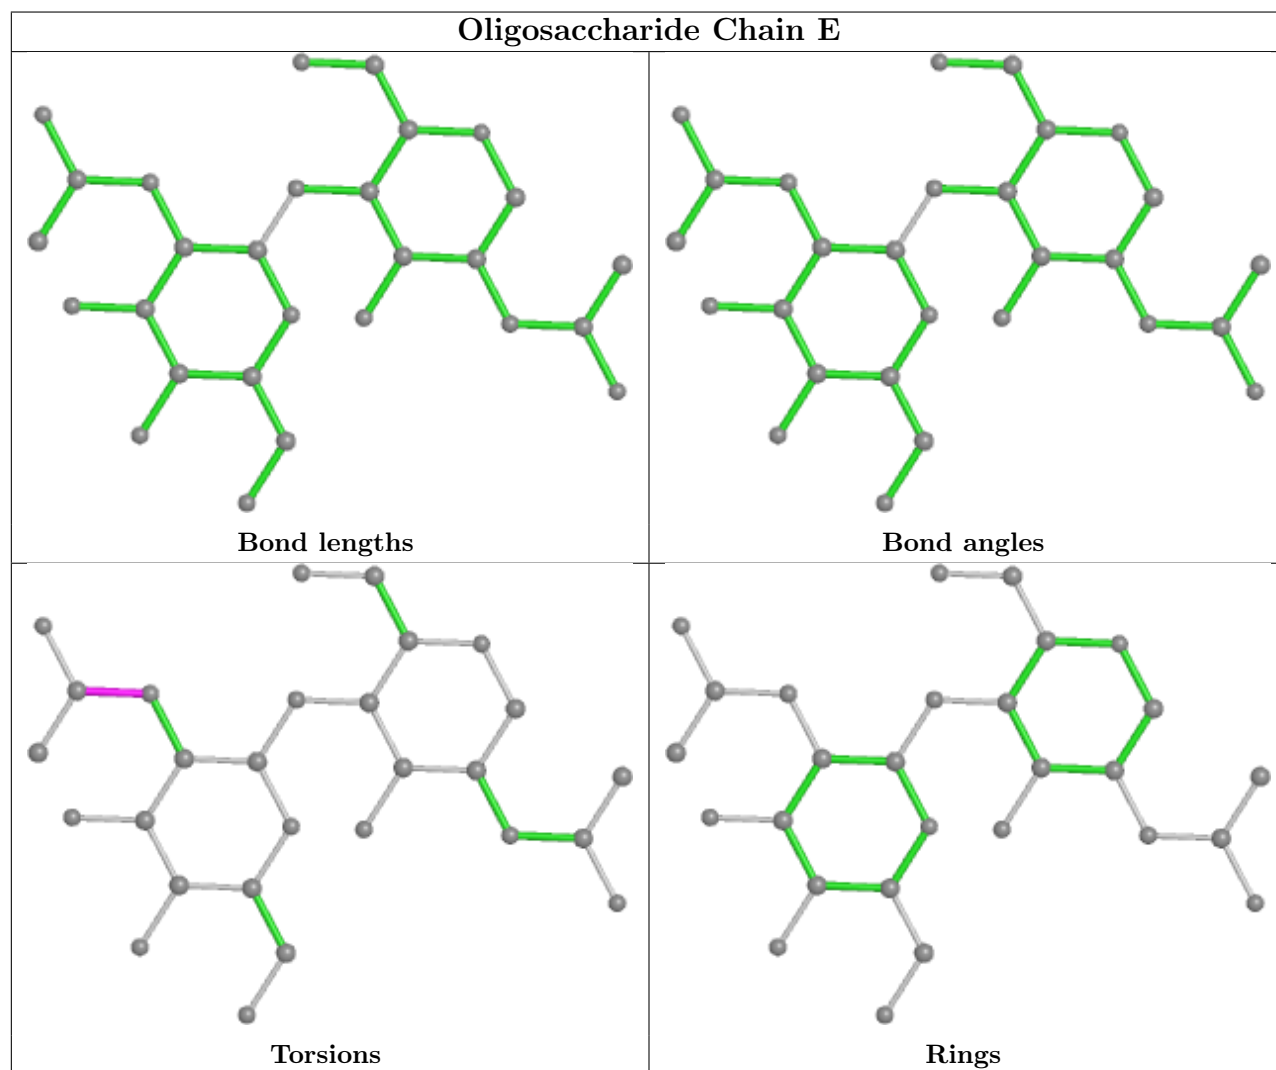 Oligosaccharide Chain E
Bond lengths
Bond angles
Torsions
Rings